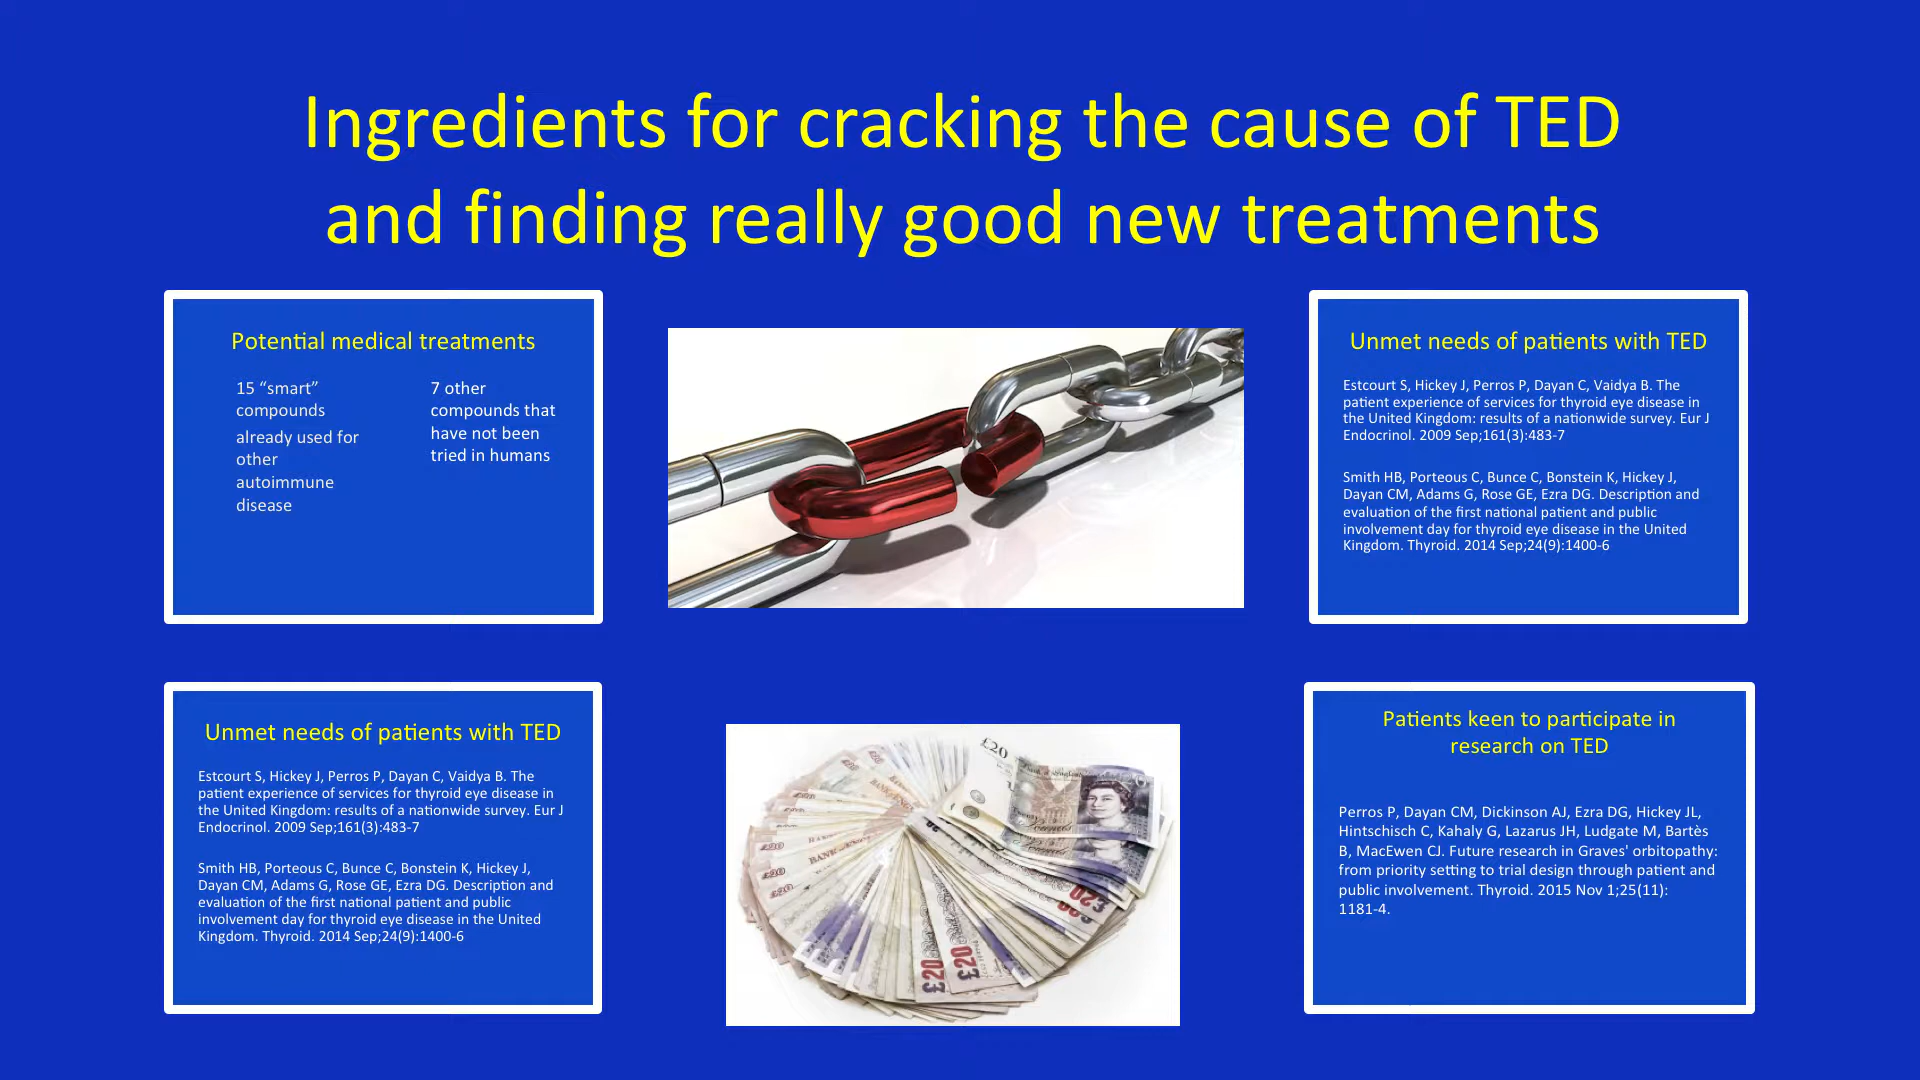 Ingredients for cracking the cause of TED
and finding really good new treatments
Potential medical treatments
15 “smart”
compounds
already used for
other
autoimmune
disease
7 other
compounds that
have not been
tried in humans
Unmet needs of patients with TED
Estcourt S, Hickey J, Perros P, Dayan C, Vaidya B. The
patient experience of services for thyroid eye disease in
the United Kingdom: results of a nationwide survey. Eur J
Endocrinol. 2009 Sep;161(3):483-7
Smith HB, Porteous C, Bunce C, Bonstein K, Hickey J,
Dayan CM, Adams G, Rose GE, Ezra DG. Description and
evaluation of the first national patient and public
involvement day for thyroid eye disease in the United
Kingdom. Thyroid. 2014 Sep;24(9):1400-6
Unmet needs of patients with TED
Estcourt S, Hickey J, Perros P, Dayan C, Vaidya B. The
patient experience of services for thyroid eye disease in
the United Kingdom: results of a nationwide survey. Eur J
Endocrinol. 2009 Sep;161(3):483-7
Smith HB, Porteous C, Bunce C, Bonstein K, Hickey J,
Dayan CM, Adams G, Rose GE, Ezra DG. Description and
evaluation of the first national patient and public
involvement day for thyroid eye disease in the United
Kingdom. Thyroid. 2014 Sep;24(9):1400-6
£20
£20
£20
Patients keen to participate in
research on TED
Perros P, Dayan CM, Dickinson AJ, Ezra DG, Hickey JL,
Hintschisch C, Kahaly G, Lazarus JH, Ludgate M, Bartès
B, MacEwen CJ. Future research in Graves' orbitopathy:
from priority setting to trial design through patient and
public involvement. Thyroid. 2015 Nov 1;25(11):
1181-4.